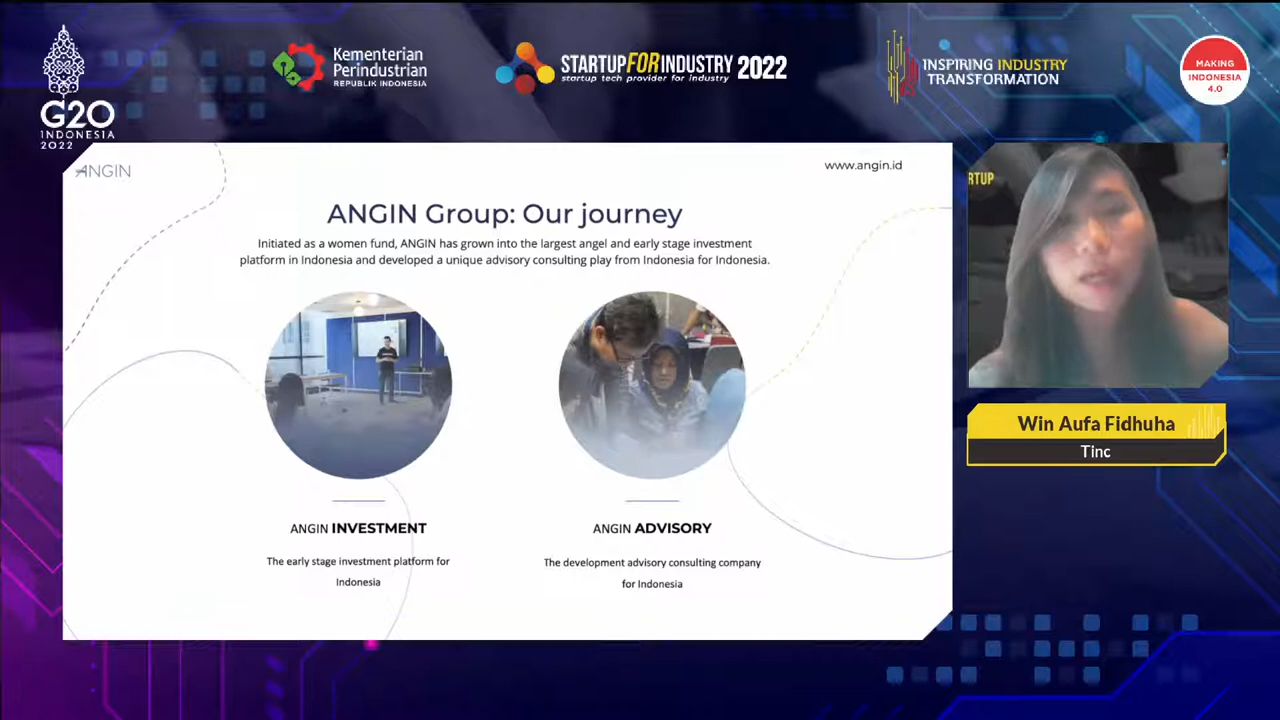 G20
INDONESIA
2022
Kementerian
Perindustrian
REPUBLIK INDONESIA
STARTUPFORINDUSTRY 2022
startup tech provider for industry
INSPIRING INDUSTRY
TRANSFORMATION
MAKING
INDONESIA
4.0
ANGIN
www.angin.id
ANGIN Group: Our journey
Initiated as a women fund, ANGIN has grown into the largest angel and early stage investment
platform in Indonesia and developed a unique advisory consulting play from Indonesia for Indonesia.
ANGIN INVESTMENT
The early stage investment platform for
Indonesia
ANGIN ADVISORY
The development advisory consulting company
for Indonesia
RTUP
Win Aufa Fidhuha
Tinc